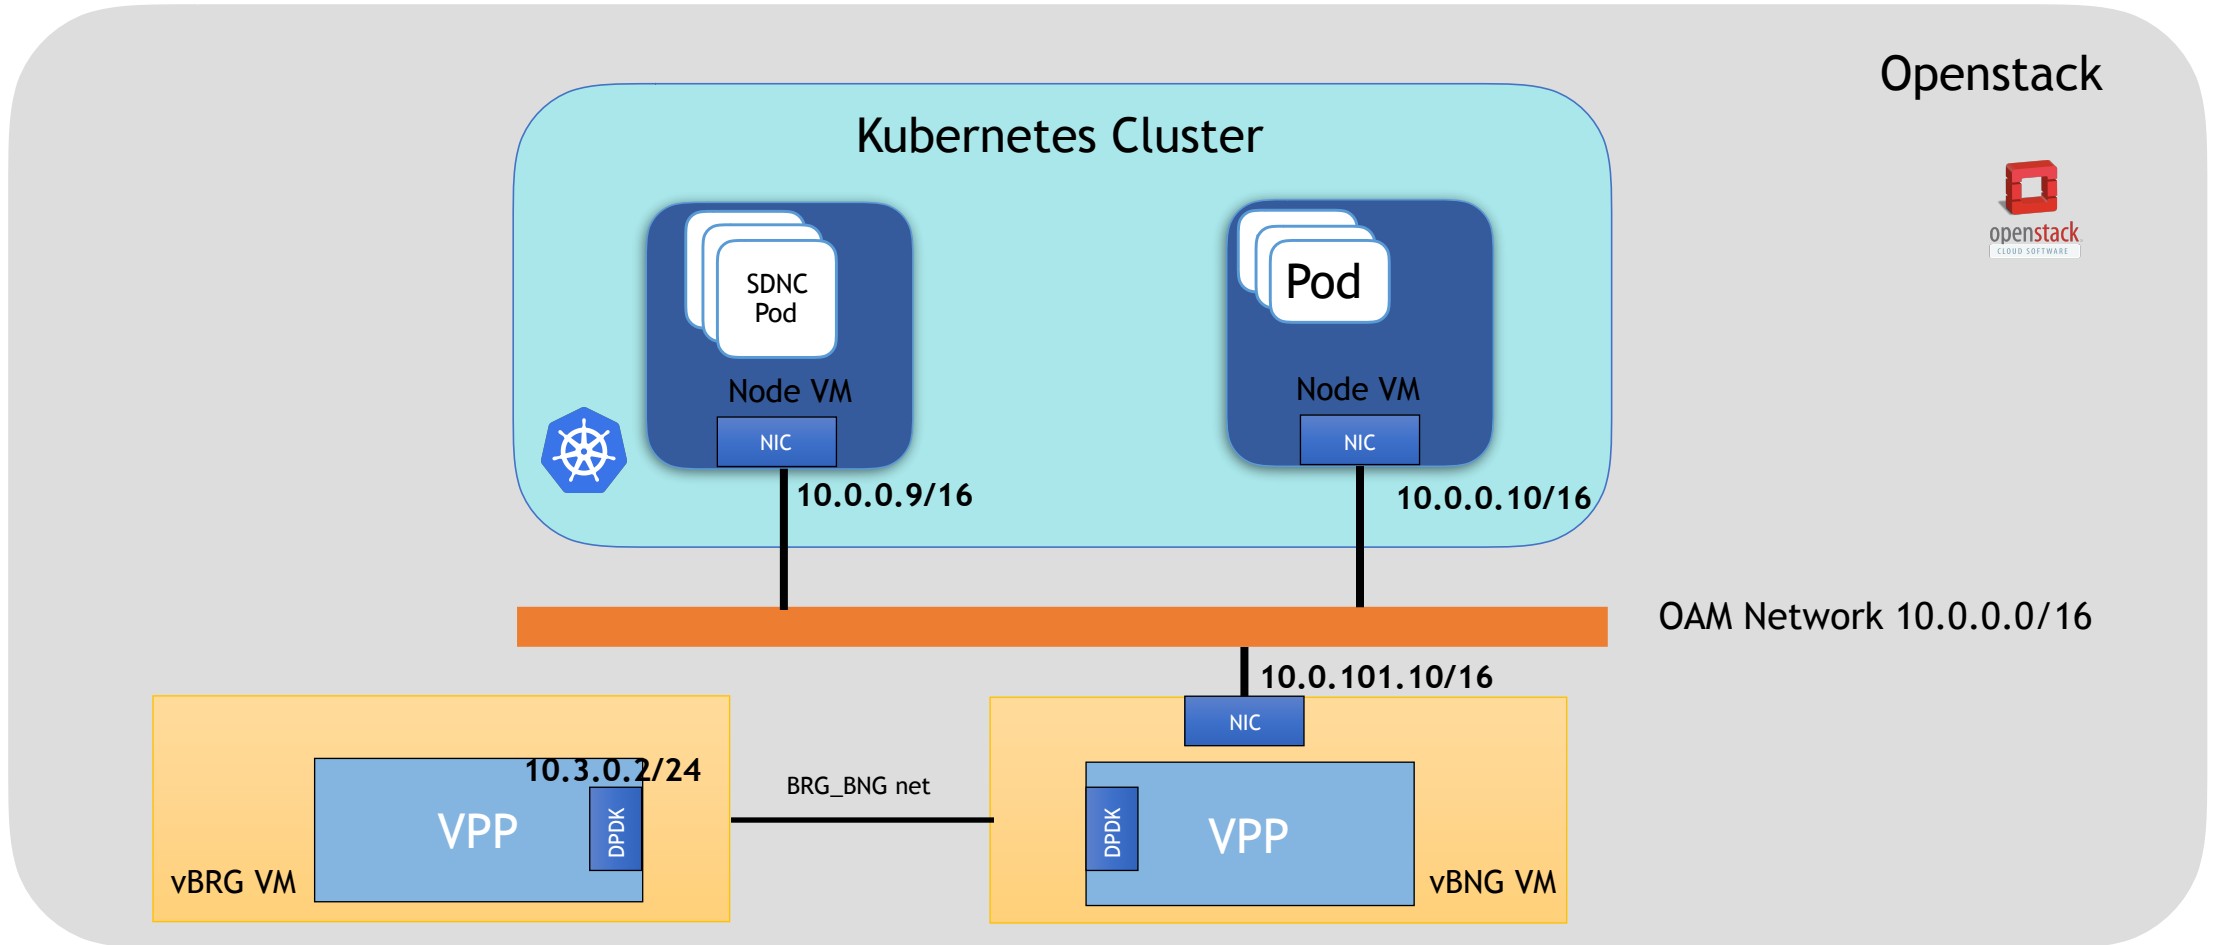 Openstack
Kubernetes Cluster
openstack
CLOUD SOFTWARE
SDNC
Pod
Pod
Node VM
Node VM
NIC
NIC
10.0.0.9/16
10.0.0.10/16
OAM Network 10.0.0.0/16
10.0.101.10/16
NIC
10.3.0.2/24
BRG_BNG net
VPP
DPDK
DPDK
VPP
vBRG VM
vBNG VM